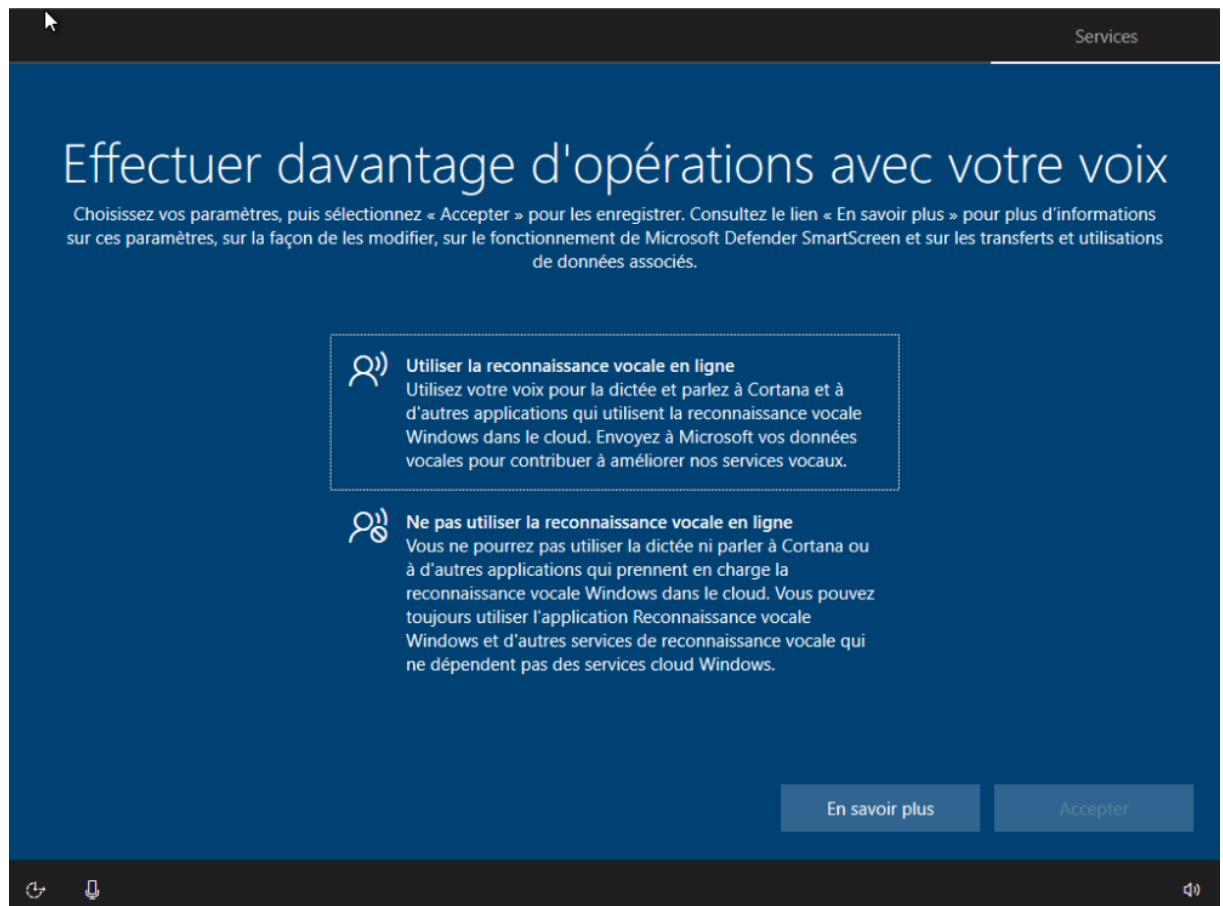 Services
Effectuer davantage d'opérations avec votre voix
Choisissez vos paramètres, puis sélectionnez « Accepter » pour les enregistrer. Consultez le lien « En savoir plus » pour plus d’informations
sur ces paramètres, sur la façon de les modifier, sur le fonctionnement de Microsoft Defender SmartScreen et sur les transferts et utilisations
de données associés.
Utiliser la reconnaissance vocale en ligne
Utilisez votre voix pour la dictée et parlez à Cortana et à
d'autres applications qui utilisent la reconnaissance vocale
Windows dans le cloud. Envoyez à Microsoft vos données
vocales pour contribuer à améliorer nos services vocaux.
Ne pas utiliser la reconnaissance vocale en ligne
Vous ne pourrez pas utiliser la dictée ni parler à Cortana ou
à d'autres applications qui prennent en charge la
reconnaissance vocale Windows dans le cloud. Vous pouvez
toujours utiliser l'application Reconnaissance vocale
Windows et d'autres services de reconnaissance vocale qui
ne dépendent pas des services cloud Windows.
En savoir plus
Accepter